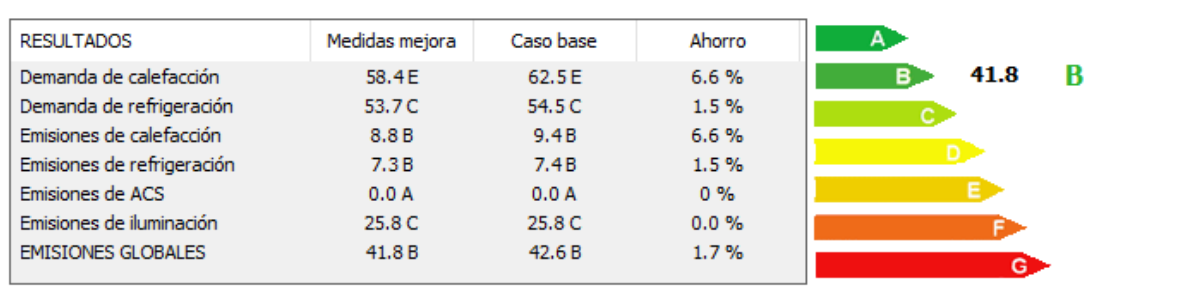 RESULTADOS Medidas mejora Caso base Ahorro
Demanda de calefacción 58.4 E 62.5 E 6.6 %
Demanda de refrigeración 53.7 C 54.5 C 1.5 %
Emisiones de calefacción 8.8 B 9.4 B 6.6 %
Emisiones de refrigeración 7.3 B 7.4 B 1.5 %
Emisiones de ACS 0.0 A 0.0 A 0 %
Emisiones de iluminación 25.8 C 25.8 C 0.0 %
EMISIONES GLOBALES 41.8 B 42.6 B 1.7 %
A
B 41.8 B
C
D
E
F
G